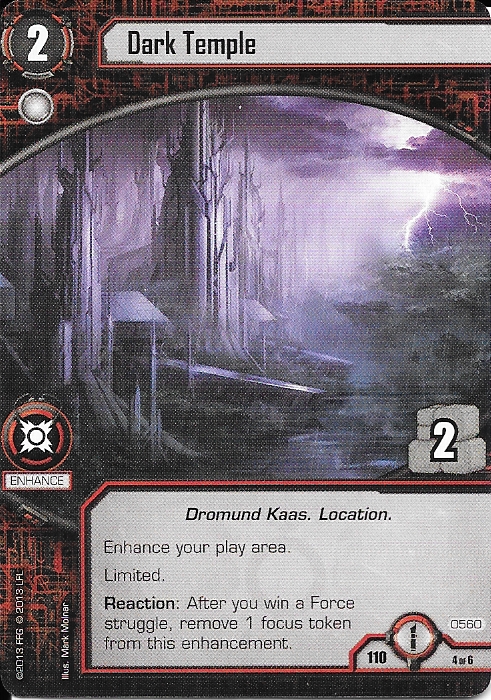 2
Dark Temple
2
ENHANCE
Dromund Kaas. Location.
Enhance your play area.
Limited.
Reaction: After you win a Force
struggle, remove 1 focus token
from this enhancement.
©2013 FFG © 2013 LFL
Illus. Mark Molnar
0560
110
4 OF 6